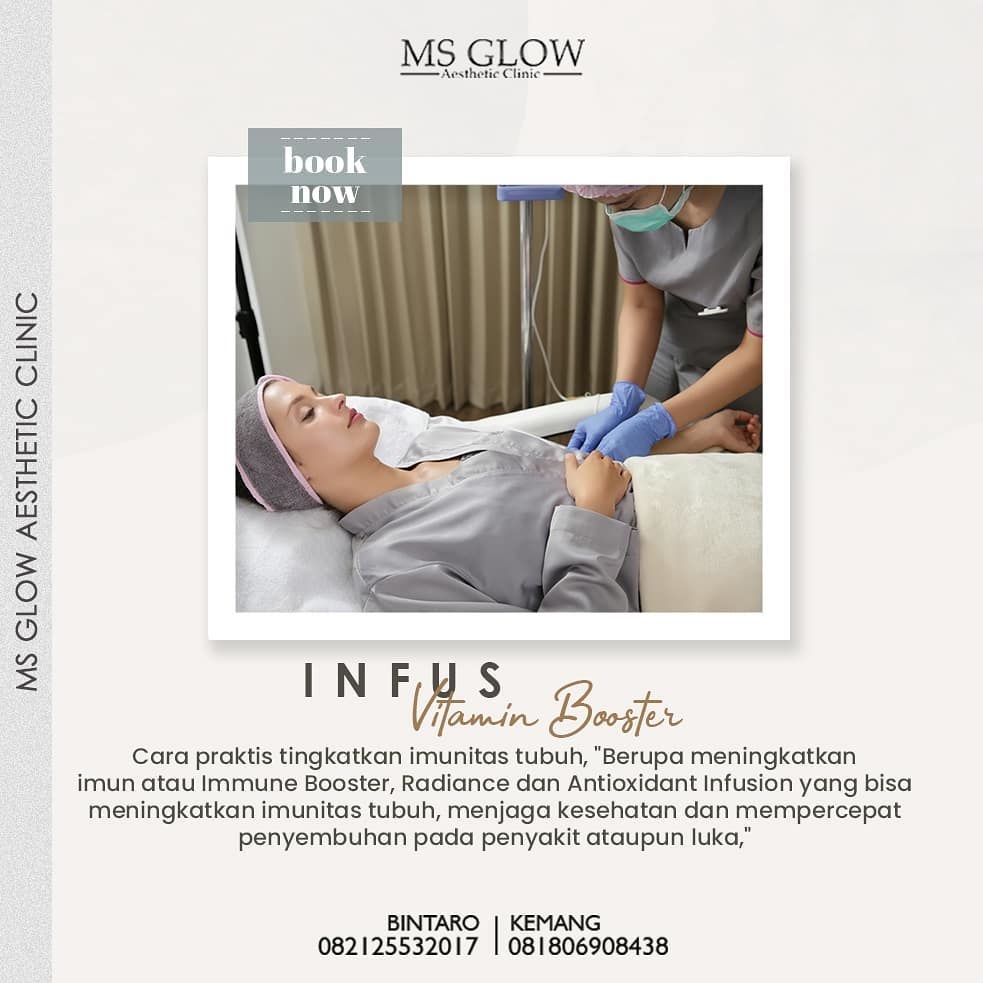 MS GLOW
Aesthetic Clinic
book
now
MS GLOW AESTHETIC CLINIC
INFUS
Vitamin Booster
Cara praktis tingkatkan imunitas tubuh, "Berupa meningkatkan
imun atau Immune Booster, Radiance dan Antioxidant Infusion yang bisa
meningkatkan imunitas tubuh, menjaga kesehatan dan mempercepat
penyembuhan pada penyakit ataupun luka,"
BINTARO | KEMANG
082125532017 | 081806908438